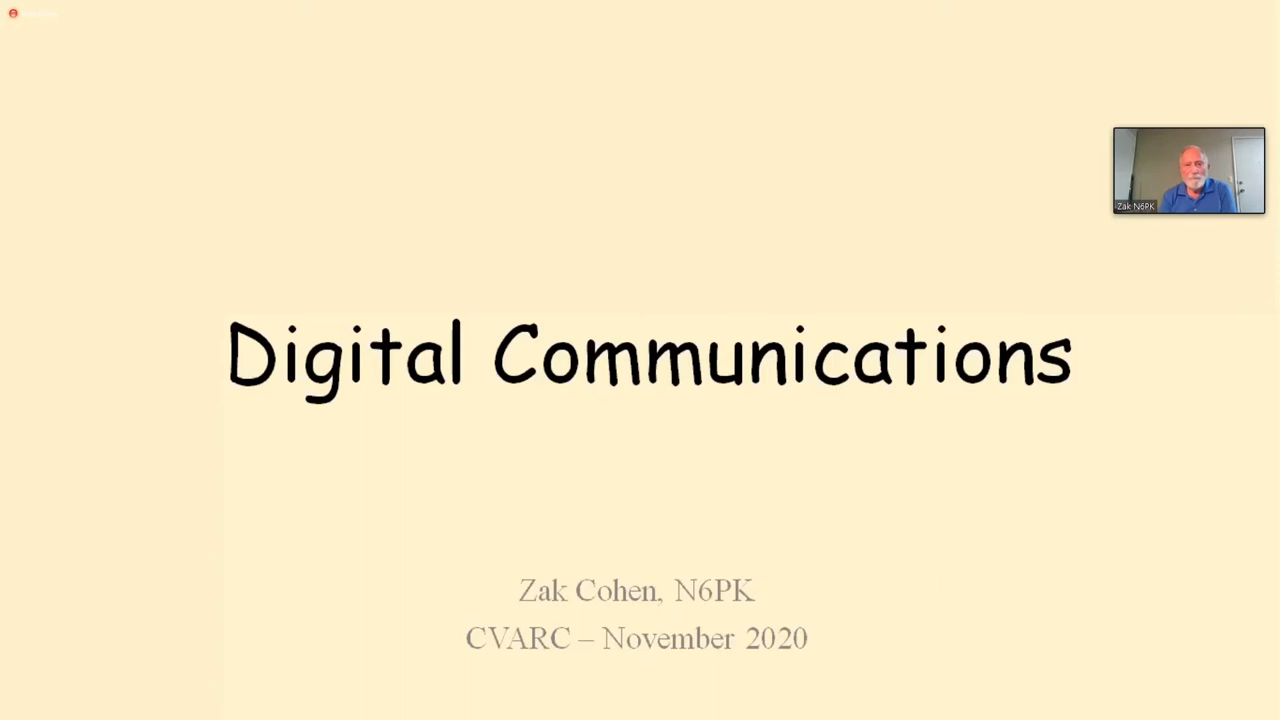 Zak N6PK
Digital Communications
Zak Cohen, N6PK
CVARC – November 2020